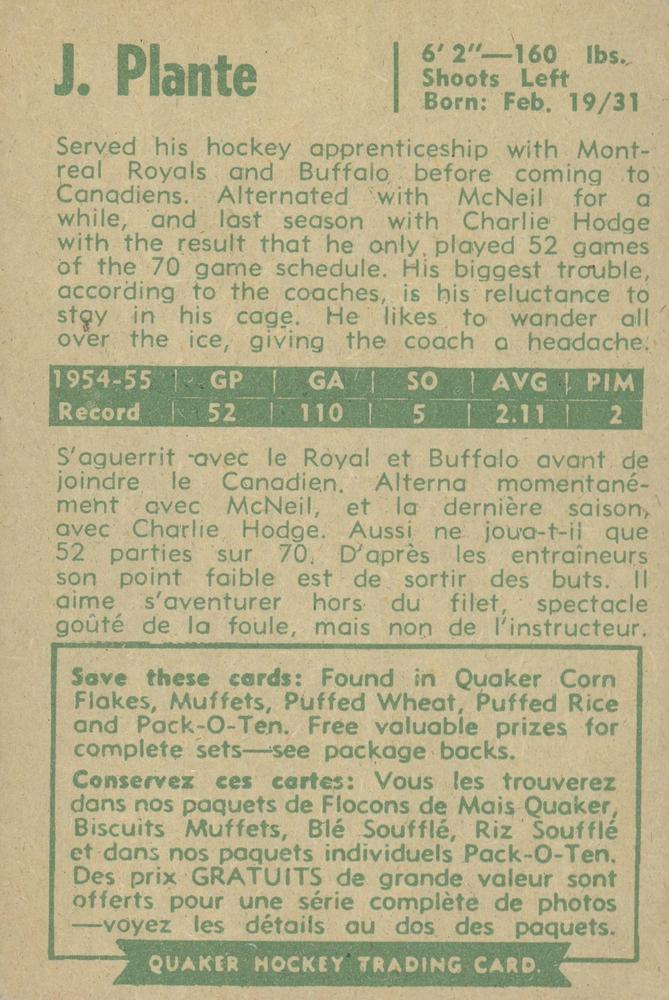 J. Plante
6' 2"—160 lbs.
Shoots Left
Born: Feb. 19/31
Served his hockey apprenticeship with Mont-
real Royals and Buffalo before coming to
Canadiens. Alternated with McNeil for a
while, and last season with Charlie Hodge
with the result that he only played 52 games
of the 70 game schedule. His biggest trouble,
according to the coaches, is his reluctance to
stay in his cage. He likes to wander all
over the ice, giving the coach a headache.
1954-55 | GP | GA | SO | AVG | PIM
Record | 52 | 110 | 5 | 2.11 | 2
S'aguerrit avec le Royal et Buffalo avant de
joindre le Canadien. Alterna momentané-
ment avec McNeil, et la dernière saison,
avec Charlie Hodge. Aussi ne joua-t-il que
52 parties sur 70. D'après les entraîneurs
son point faible est de sortir des buts. Il
aime s'aventurer hors du filet, spectacle
goûté de la foule, mais non de l'instructeur.
Save these cards: Found in Quaker Corn
Flakes, Muffets, Puffed Wheat, Puffed Rice
and Pack-O-Ten. Free valuable prizes for
complete sets—see package backs.
Conservez ces cartes: Vous les trouverez
dans nos paquets de Flocons de Mais Quaker,
Biscuits Muffets, Blé Soufflé, Riz Soufflé
et dans nos paquets individuels Pack-O-Ten.
Des prix GRATUITS de grande valeur sont
offerts pour une série complète de photos
—voyez les détails au dos des paquets.
QUAKER HOCKEY TRADING CARD.